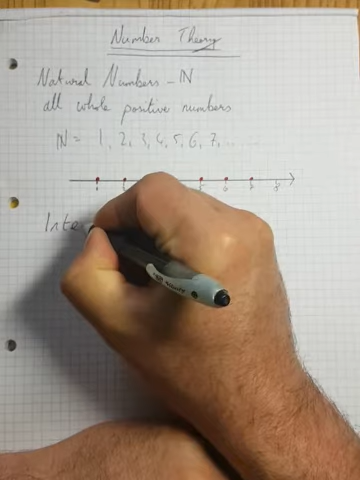 Number Theory
Natural Numbers - ℕ
all whole positive numbers
ℕ = 1, 2, 3, 4, 5, 6, 7, ......
Inte